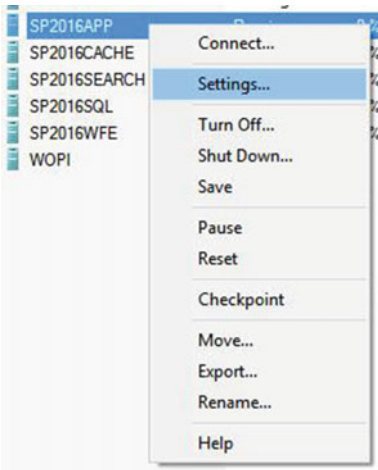 SP2016APP
SP2016CACHE
SP2016SEARCH
SP2016SQL
SP2016WFE
WOPI
Connect...
Settings...
Turn Off...
Shut Down...
Save
Pause
Reset
Checkpoint
Move...
Export...
Rename...
Help